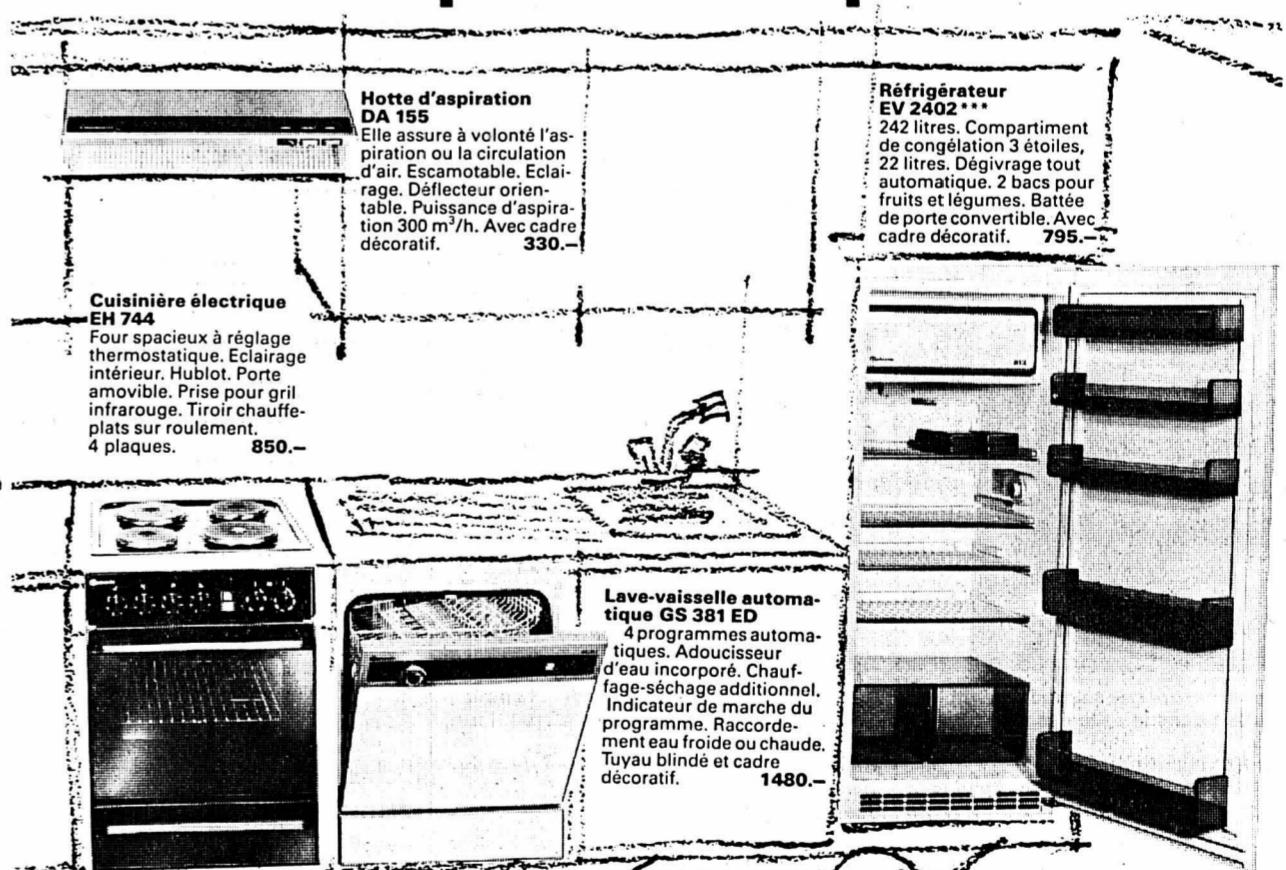 Hotte d'aspiration
DA 155
Elle assure à volonté l'as-
piration ou la circulation
d'air. Escamotable. Eclai-
rage. Déflecteur orien-
table. Puissance d'aspira-
tion 300 m³/h. Avec cadre
décoratif. 330.–
Réfrigérateur
EV 2402***
242 litres. Compartiment
de congélation 3 étoiles,
22 litres. Dégivrage tout
automatique. 2 bacs pour
fruits et légumes. Battée
de porte convertible. Avec
cadre décoratif. 795.–
Cuisinière électrique
EH 744
Four spacieux à réglage
thermostatique. Eclairage
intérieur. Hublot. Porte
amovible. Prise pour gril
infrarouge. Tiroir chauffe-
plats sur roulement.
4 plaques. 850.–
Lave-vaisselle automa-
tique GS 381 ED
4 programmes automa-
tiques. Adoucisseur
d'eau incorporé. Chauf-
fage-séchage additionnel.
Indicateur de marche du
programme. Raccorde-
ment eau froide ou chaude.
Tuyau blindé et cadre
décoratif. 1480.–